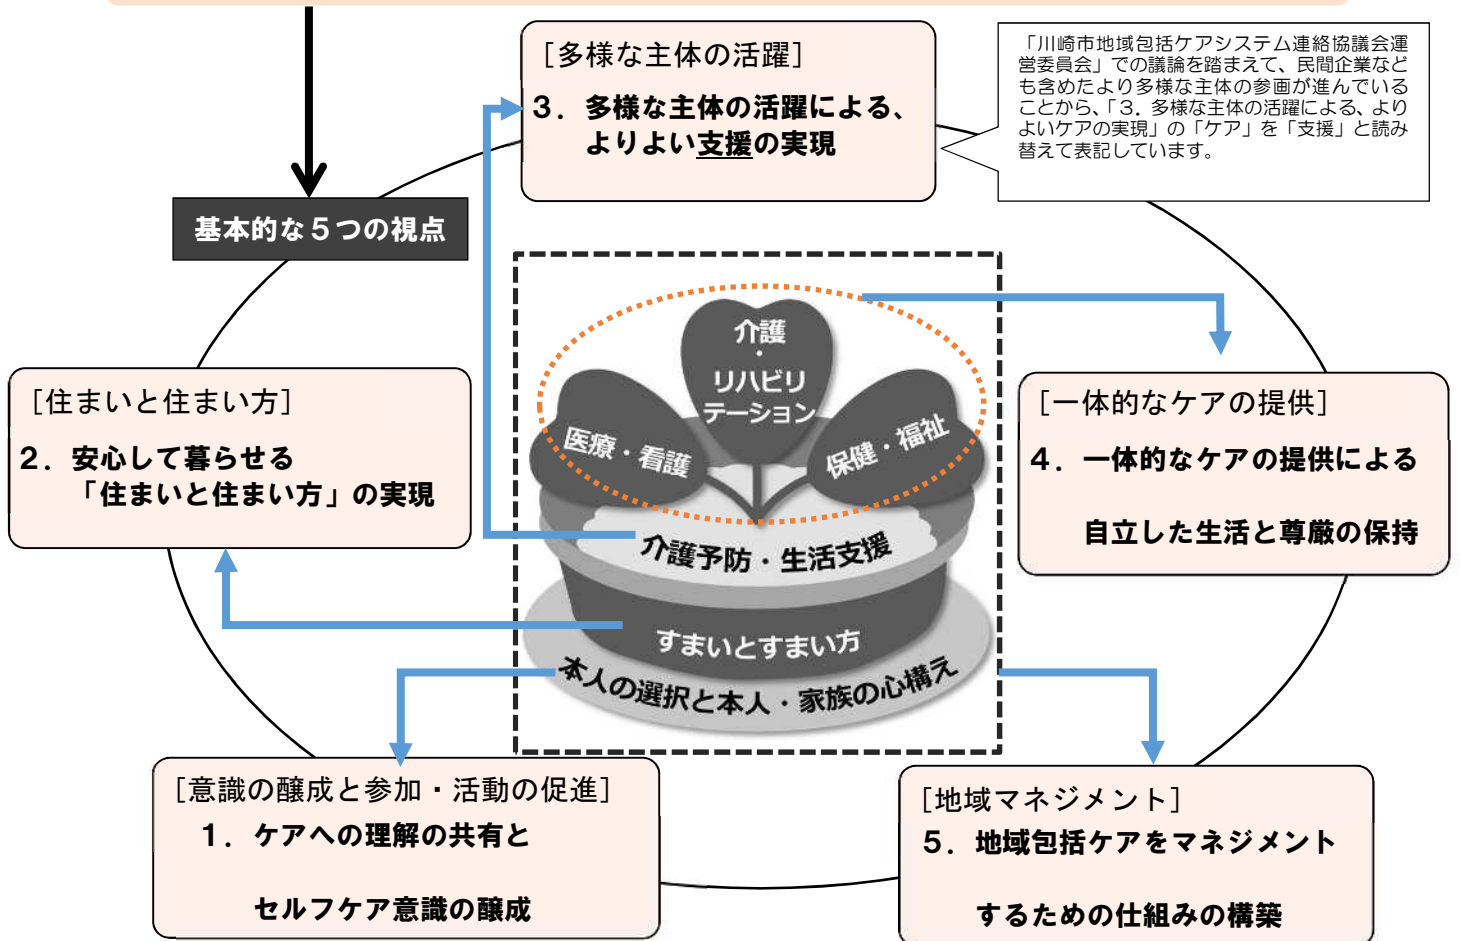 ［多様な主体の活躍］
３．多様な主体の活躍による、
よりよい支援の実現
「川崎市地域包括ケアシステム連絡協議会運
営委員会」での議論を踏まえて、民間企業など
も含めたより多様な主体の参画が進んでいる
ことから、「３．多様な主体の活躍による、より
よいケアの実現」の「ケア」を「支援」と読み
替えて表記しています。
基本的な５つの視点
介護
・
リハビリ
テーション
医療・看護
保健・福祉
介護予防・生活支援
すまいとすまい方
本人の選択と本人・家族の心構え
［住まいと住まい方］
２．安心して暮らせる
「住まいと住まい方」の実現
［一体的なケアの提供］
４．一体的なケアの提供による
自立した生活と尊厳の保持
［意識の醸成と参加・活動の促進］
１．ケアへの理解の共有と
セルフケア意識の醸成
［地域マネジメント］
５．地域包括ケアをマネジメント
するための仕組みの構築